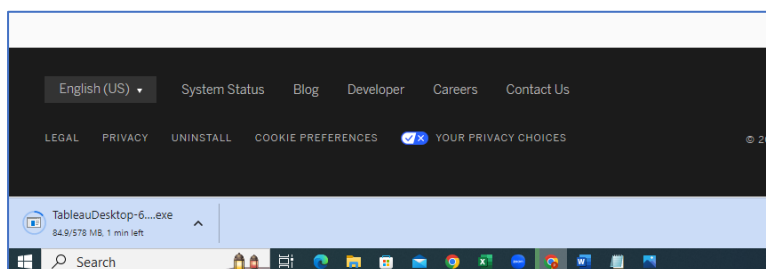 English (US) System Status Blog Developer Careers Contact Us
LEGAL PRIVACY UNINSTALL COOKIE PREFERENCES YOUR PRIVACY CHOICES © 20
TableauDesktop-6....exe
84.9/578 MB, 1 min left
Search